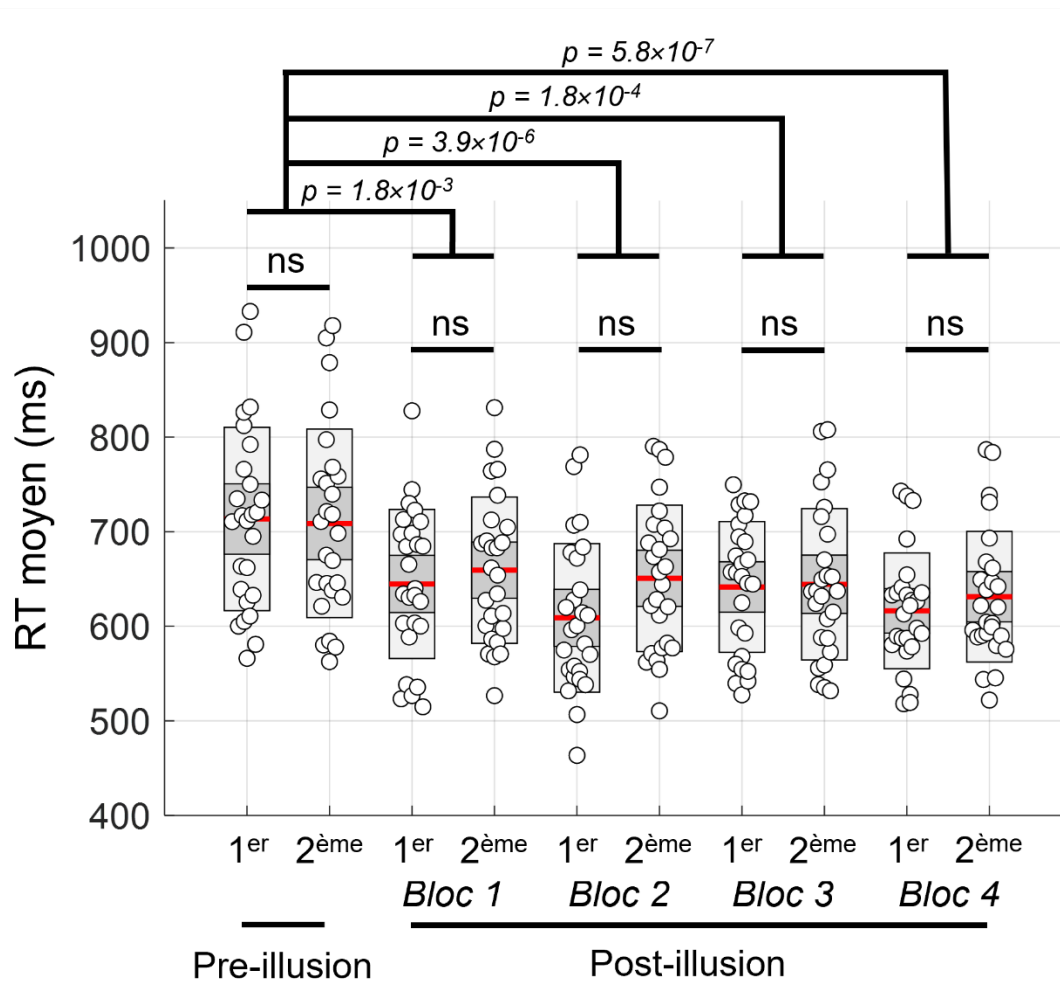 p = 5.8×10⁻⁷
p = 1.8×10⁻⁴
p = 3.9×10⁻⁶
p = 1.8×10⁻³
1000
900
800
700
600
500
400
RT moyen (ms)
ns
ns ns ns ns
1er 2ème 1er 2ème 1er 2ème 1er 2ème 1er 2ème
Bloc 1 Bloc 2 Bloc 3 Bloc 4
Pre-illusion Post-illusion